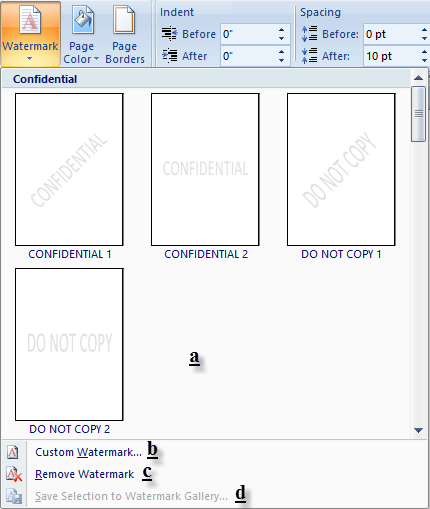 Indent Spacing
Watermark Page Color Page Borders Before 0" Before: 0 pt
After 0" After: 10 pt
Confidential
CONFIDENTIAL CONFIDENTIAL DO NOT COPY
CONFIDENTIAL 1 CONFIDENTIAL 2 DO NOT COPY 1
DO NOT COPY
a
DO NOT COPY 2
Custom Watermark... b
Remove Watermark c
Save Selection to Watermark Gallery... d